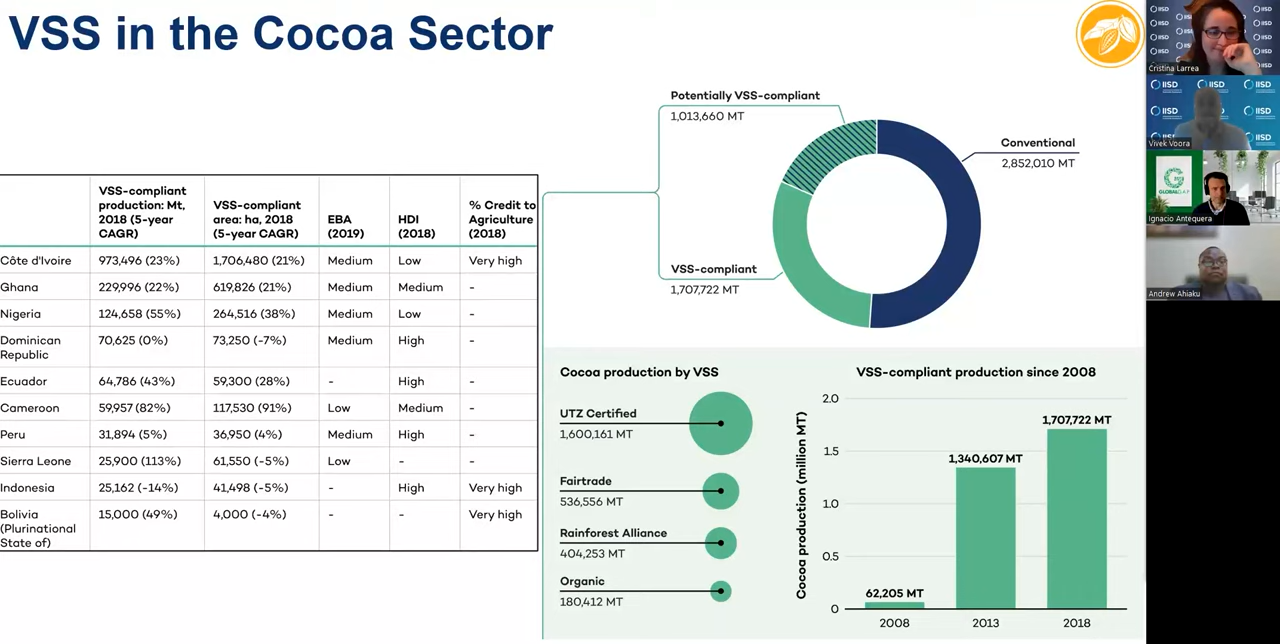 VSS in the Cocoa Sector
VSS-compliant
production: Mt,
2018 (5-year
CAGR)
VSS-compliant
area: ha, 2018
(5-year CAGR)
EBA
(2019)
HDI
(2018)
% Credit to
Agriculture
(2018)
Côte d'Ivoire 973,496 (23%) 1,706,480 (21%) Medium Low Very high
Ghana 229,996 (22%) 619,826 (21%) Medium Medium -
Nigeria 124,658 (55%) 264,516 (38%) Medium Low -
Dominican
Republic 70,625 (0%) 73,250 (-7%) Medium High -
Ecuador 64,786 (43%) 59,300 (28%) - High -
Cameroon 59,957 (82%) 117,530 (91%) Low Medium -
Peru 31,894 (5%) 36,950 (4%) Medium High -
Sierra Leone 25,900 (113%) 61,550 (-5%) Low - -
Indonesia 25,162 (-14%) 41,498 (-5%) - High Very high
Bolivia
(Plurinational
State of) 15,000 (49%) 4,000 (-4%) - - Very high
Potentially VSS-compliant
1,013,660 MT
Conventional
2,852,010 MT
VSS-compliant
1,707,722 MT
Cocoa production by VSS
UTZ Certified
1,600,161 MT
Fairtrade
536,556 MT
Rainforest Alliance
404,253 MT
Organic
180,412 MT
VSS-compliant production since 2008
Cocoa production (million MT)
2.0
1.5
1.0
0.5
0
62,205 MT
1,340,607 MT
1,707,722 MT
2008 2013 2018
IISD
Cristina Larrea
IISD IISD IISD
IISD IISD
Vivek Voora
GLOBALG.A.P.
Ignacio Antequera
Andrew Ahiaku